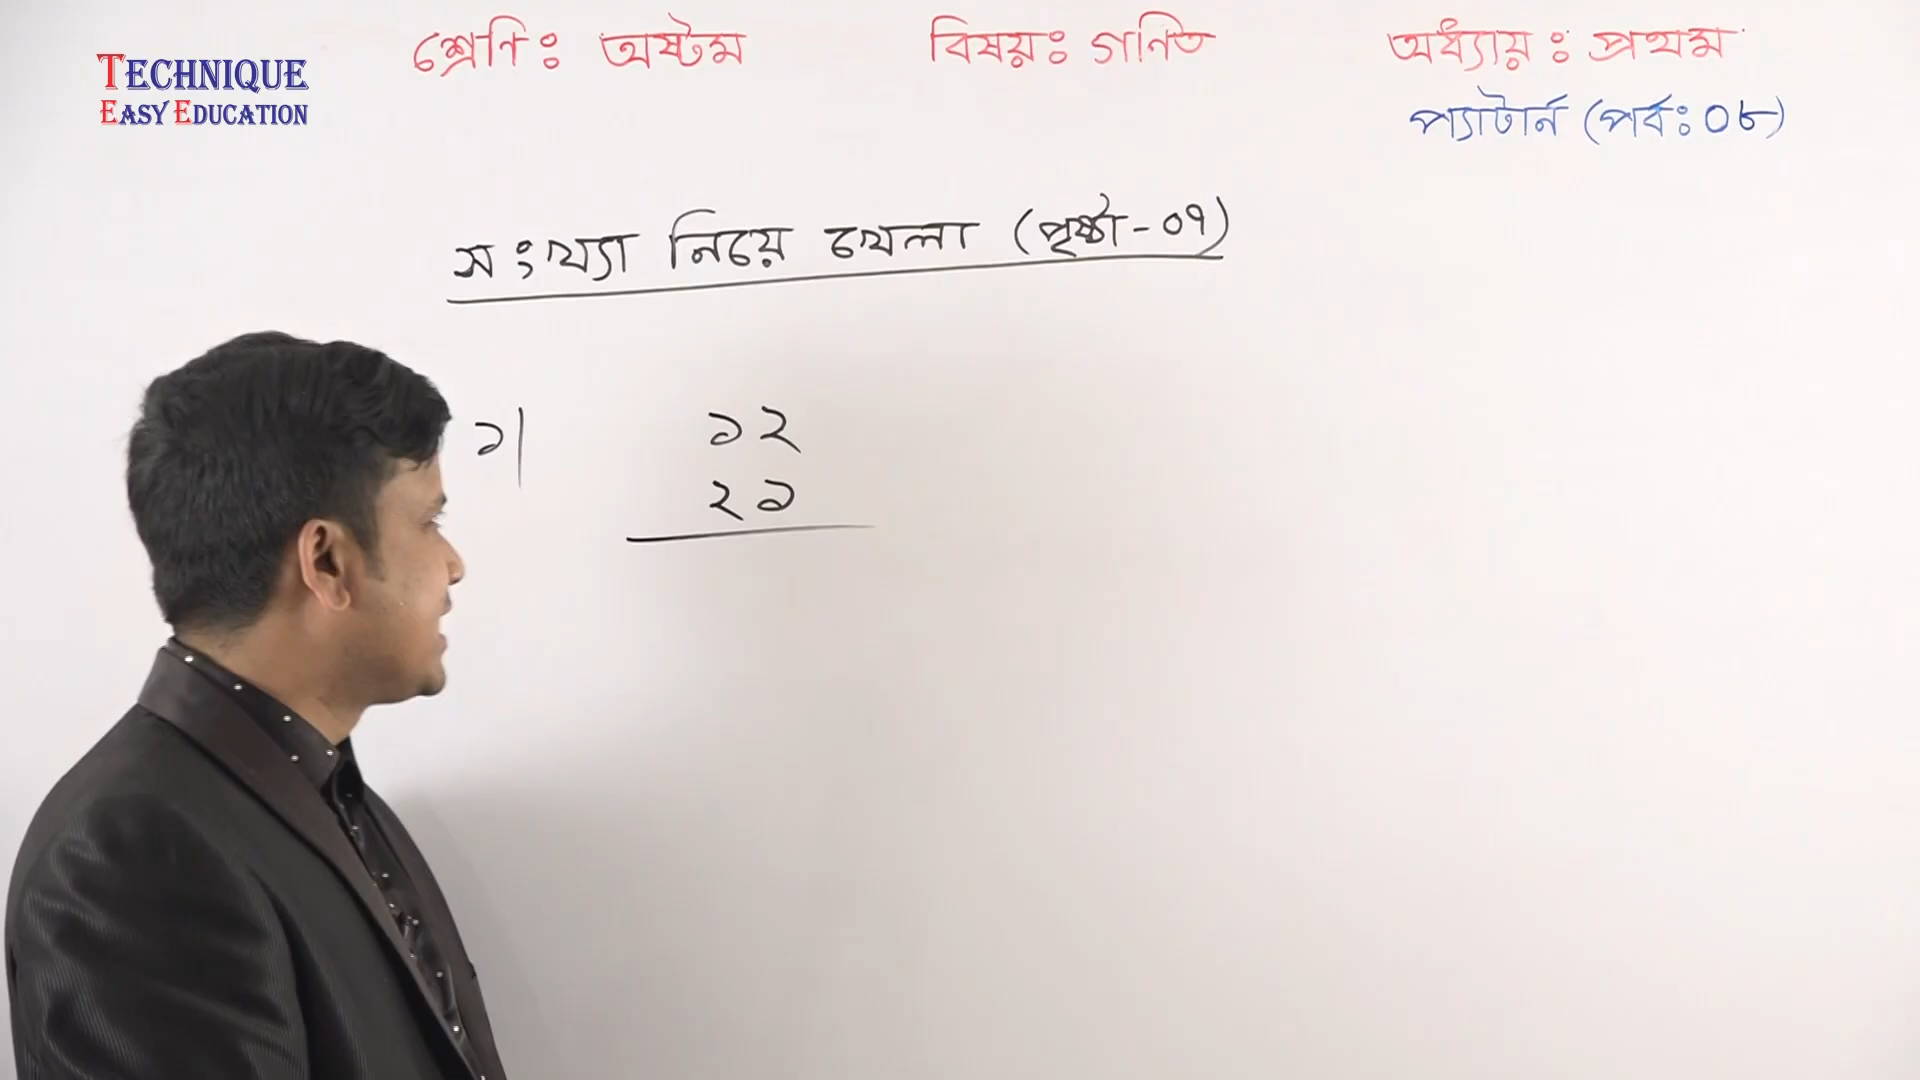 TECHNIQUE
EASY EDUCATION
শ্রেণি : অষ্টম বিষয় : গণিত অধ্যায় : প্রথম
প্যাটার্ন (পর্ব : ০৮)
সংখ্যা নিয়ে খেলা (পৃষ্ঠা - ০৭)
১| ১২
২১